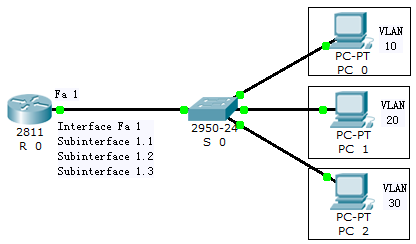 Fa 1
2811
R 0
Interface Fa 1
Subinterface 1.1
Subinterface 1.2
Subinterface 1.3
2950-24
S 0
VLAN
10
PC-PT
PC 0
VLAN
20
PC-PT
PC 1
VLAN
30
PC-PT
PC 2